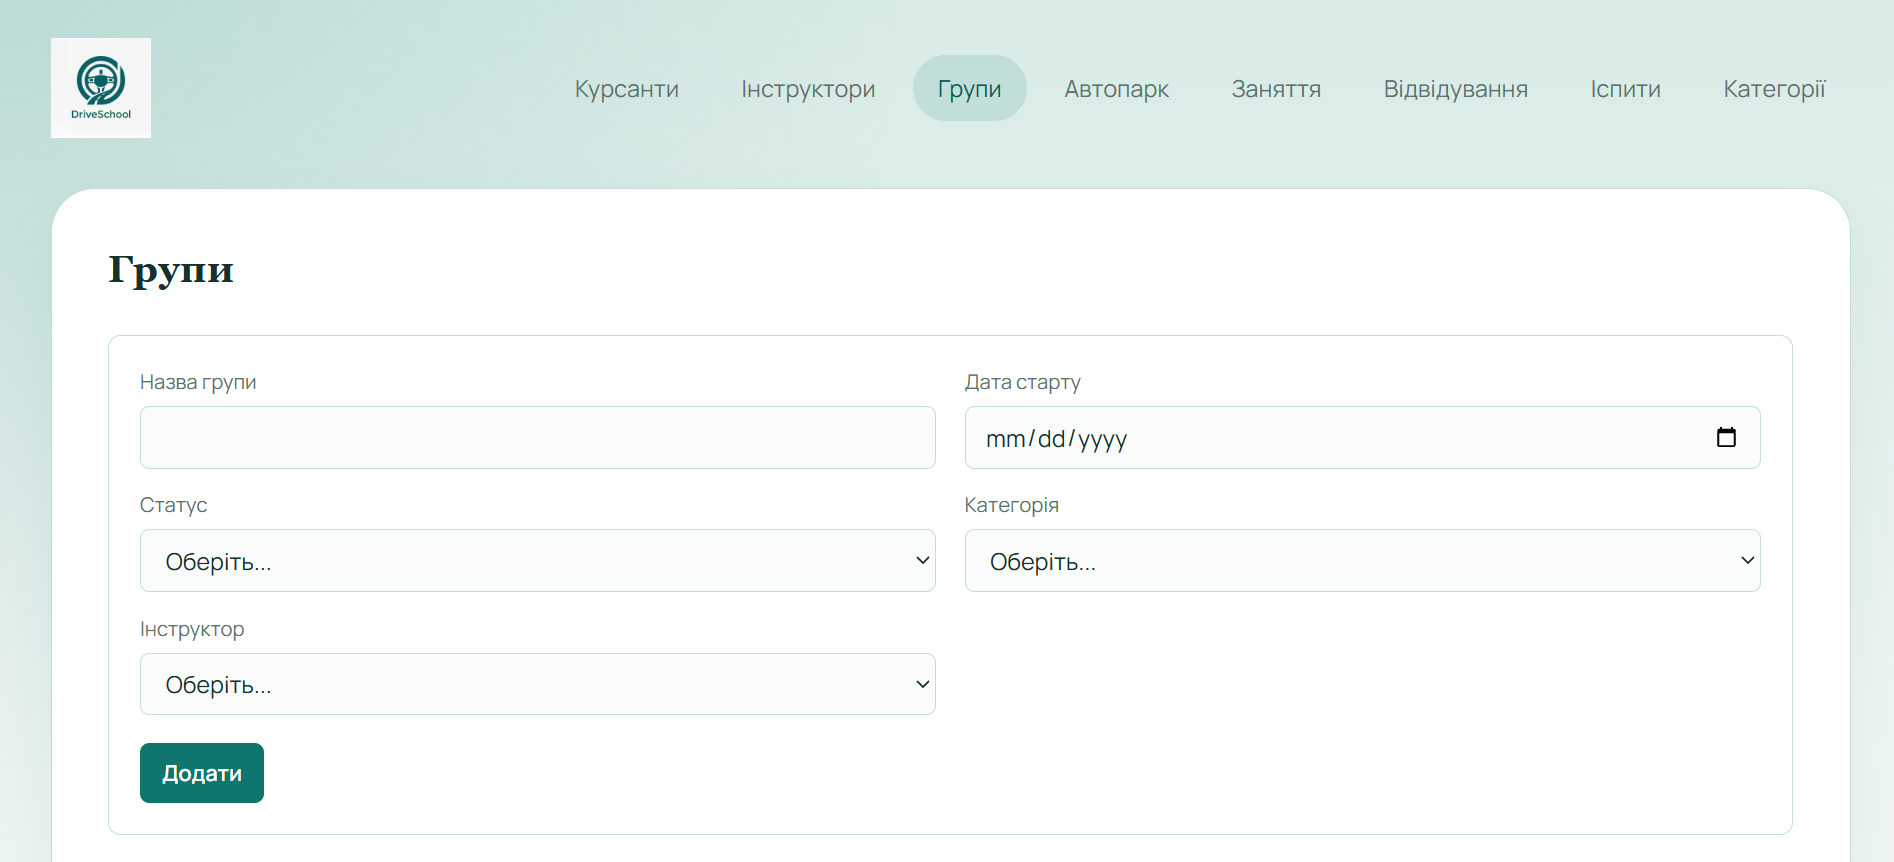 DriveSchool
Курсанти Інструктори Групи Автопарк Заняття Відвідування Іспити Категорії
Групи
Назва групи Дата старту
mm/dd/yyyy
Статус Категорія
Оберіть... Оберіть...
Інструктор
Оберіть...
Додати